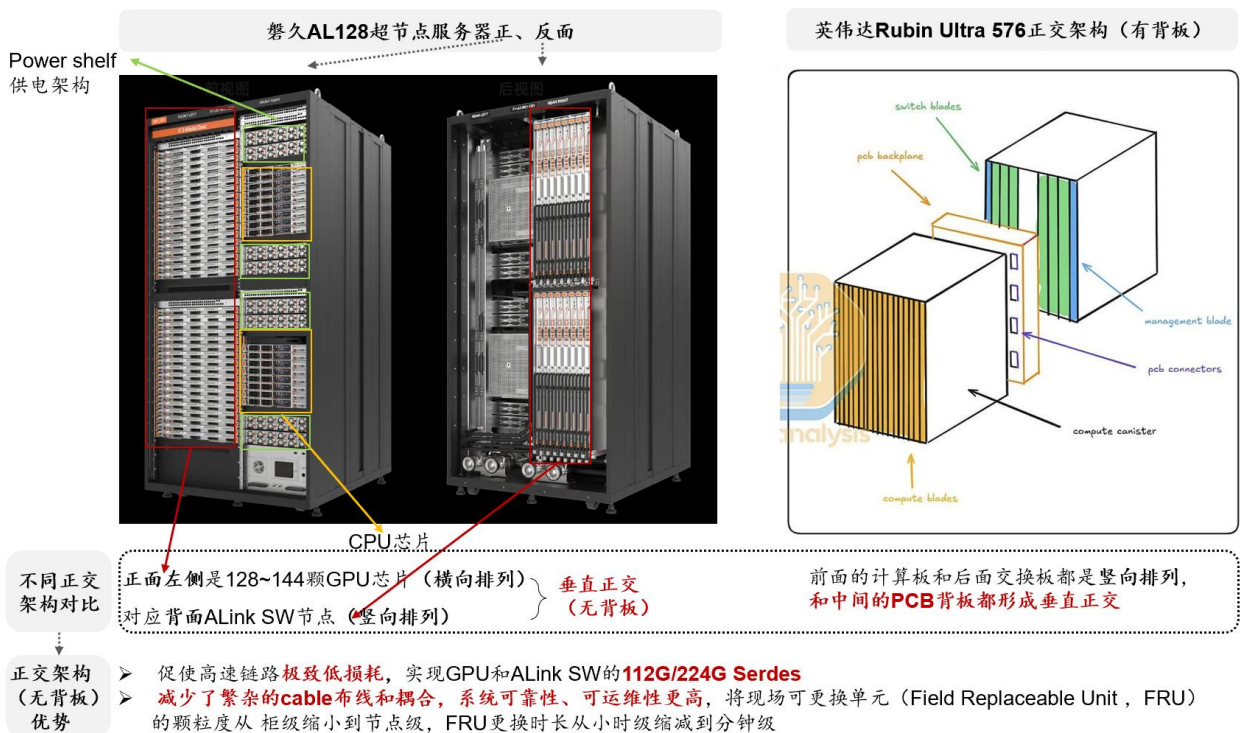 磐久AL128超节点服务器正、反面
英伟达Rubin Ultra 576正交架构（有背板）
Power shelf
供电架构
前视图
后视图
switch blades
pcb backplane
management blade
pcb connectors
compute canister
compute blades
analysis
CPU芯片
不同正交
架构对比
正面左侧是128~144颗GPU芯片（横向排列）
对应背面ALink SW节点（竖向排列）
垂直正交
（无背板）
前面的计算板和后面交换板都是竖向排列，
和中间的PCB背板都形成垂直正交
正交架构
（无背板）
优势
➢ 促使高速链路极致低损耗，实现GPU和ALink SW的112G/224G Serdes
➢ 减少了繁杂的cable布线和耦合，系统可靠性、可运维性更高，将现场可更换单元（Field Replaceable Unit ，FRU）
的颗粒度从 柜级缩小到节点级，FRU更换时长从小时级缩减到分钟级